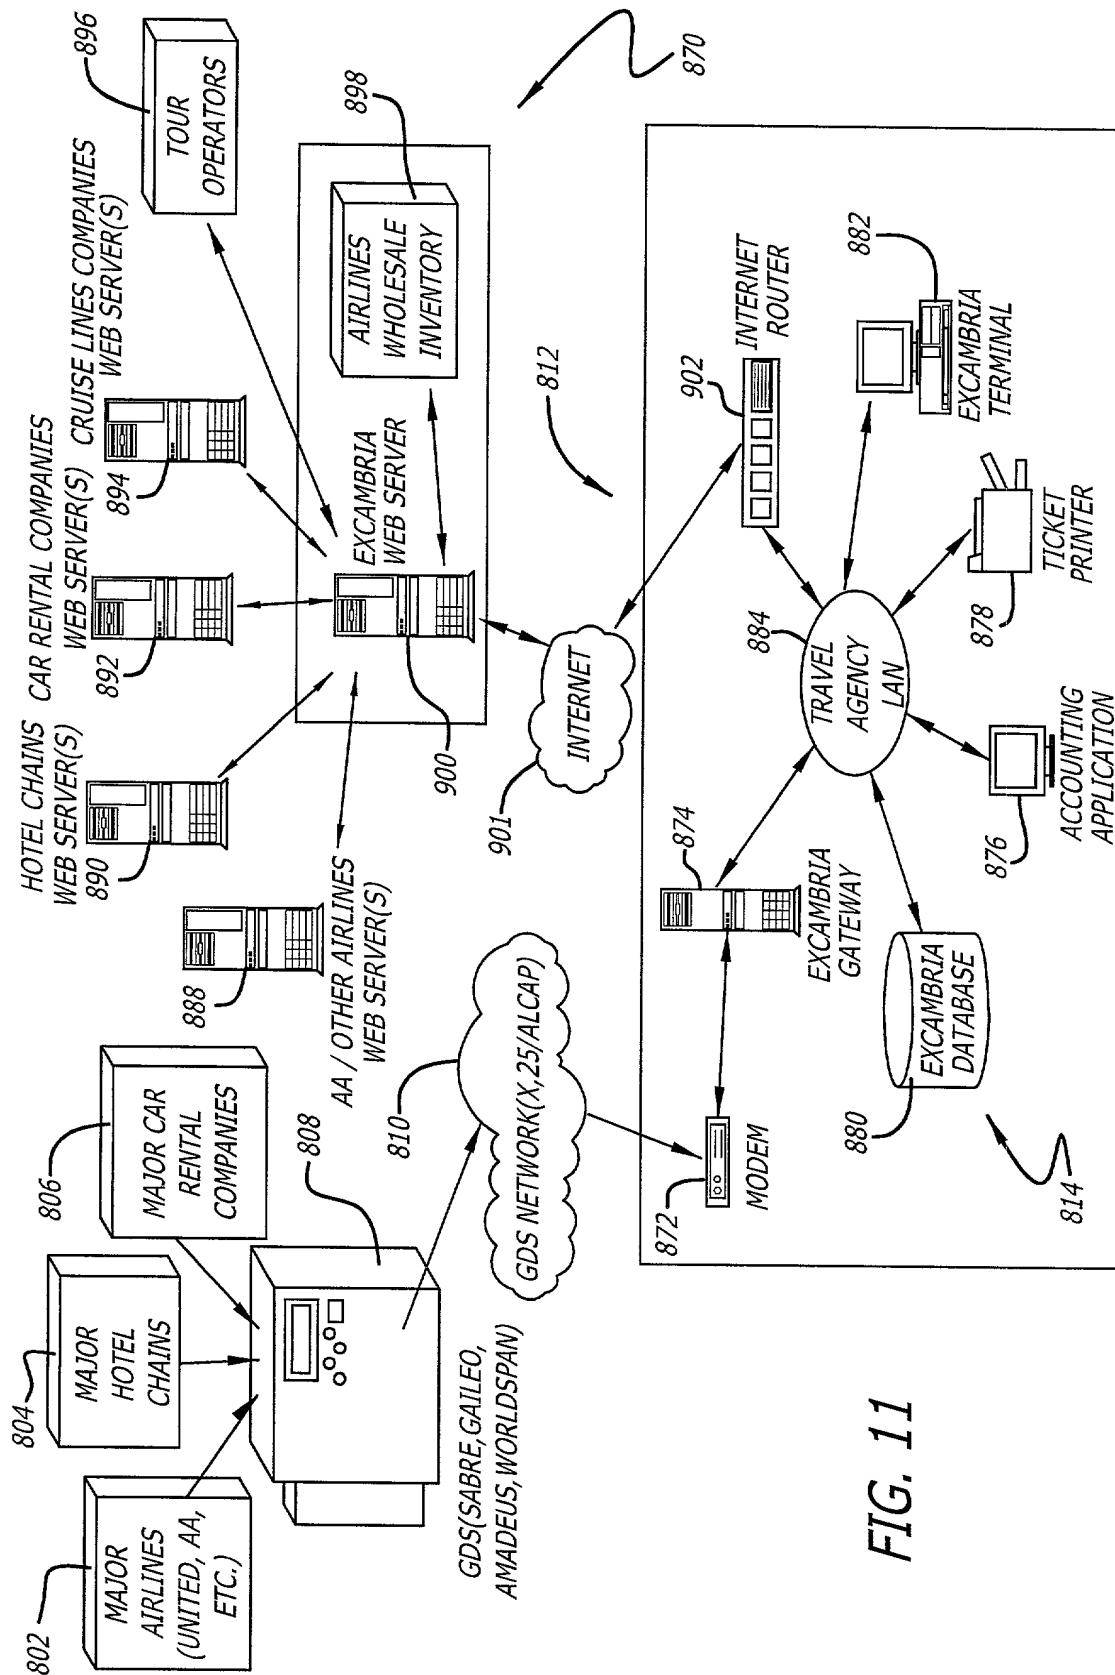 802
MAJOR
AIRLINES
(UNITED, AA,
ETC.)
804
MAJOR
HOTEL
CHAINS
806
MAJOR CAR
RENTAL
COMPANIES
808
GDS(SABRE,GAILEO,
AMADEUS,WORLDSPAN)
810
GDS NETWORK(X,25/ALCAP)
888
AA / OTHER AIRLINES
WEB SERVER(S)
HOTEL CHAINS
WEB SERVER(S)
890
CAR RENTAL COMPANIES
WEB SERVER(S)
892
CRUISE LINES COMPANIES
WEB SERVER(S)
894
896
TOUR
OPERATORS
898
AIRLINES
WHOLESALE
INVENTORY
EXCAMBRIA
WEB SERVER
900
901
INTERNET
870
812
872
MODEM
874
EXCAMBRIA
GATEWAY
884
TRAVEL
AGENCY
LAN
902
INTERNET
ROUTER
882
EXCAMBRIA
TERMINAL
878
TICKET
PRINTER
876
ACCOUNTING
APPLICATION
880
EXCAMBRIA
DATABASE
814
FIG. 11